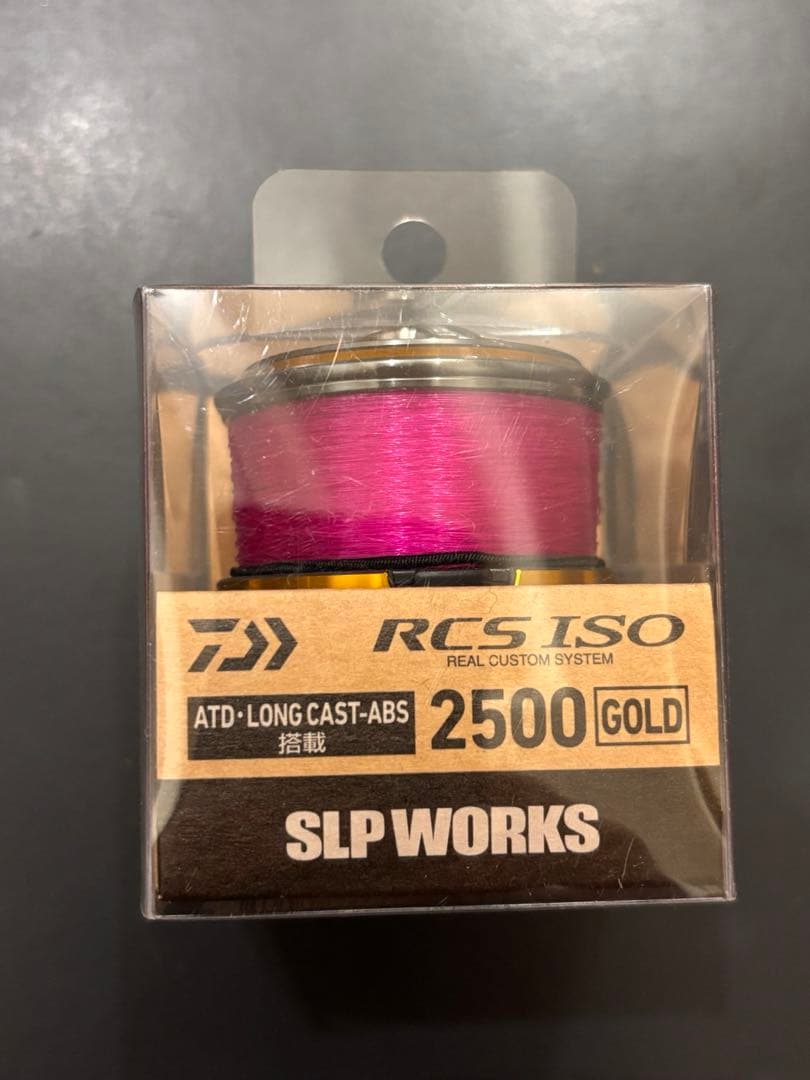 RCS ISO
REAL CUSTOM SYSTEM
ATD・LONG CAST-ABS
搭載
2500 GOLD
SLP WORKS